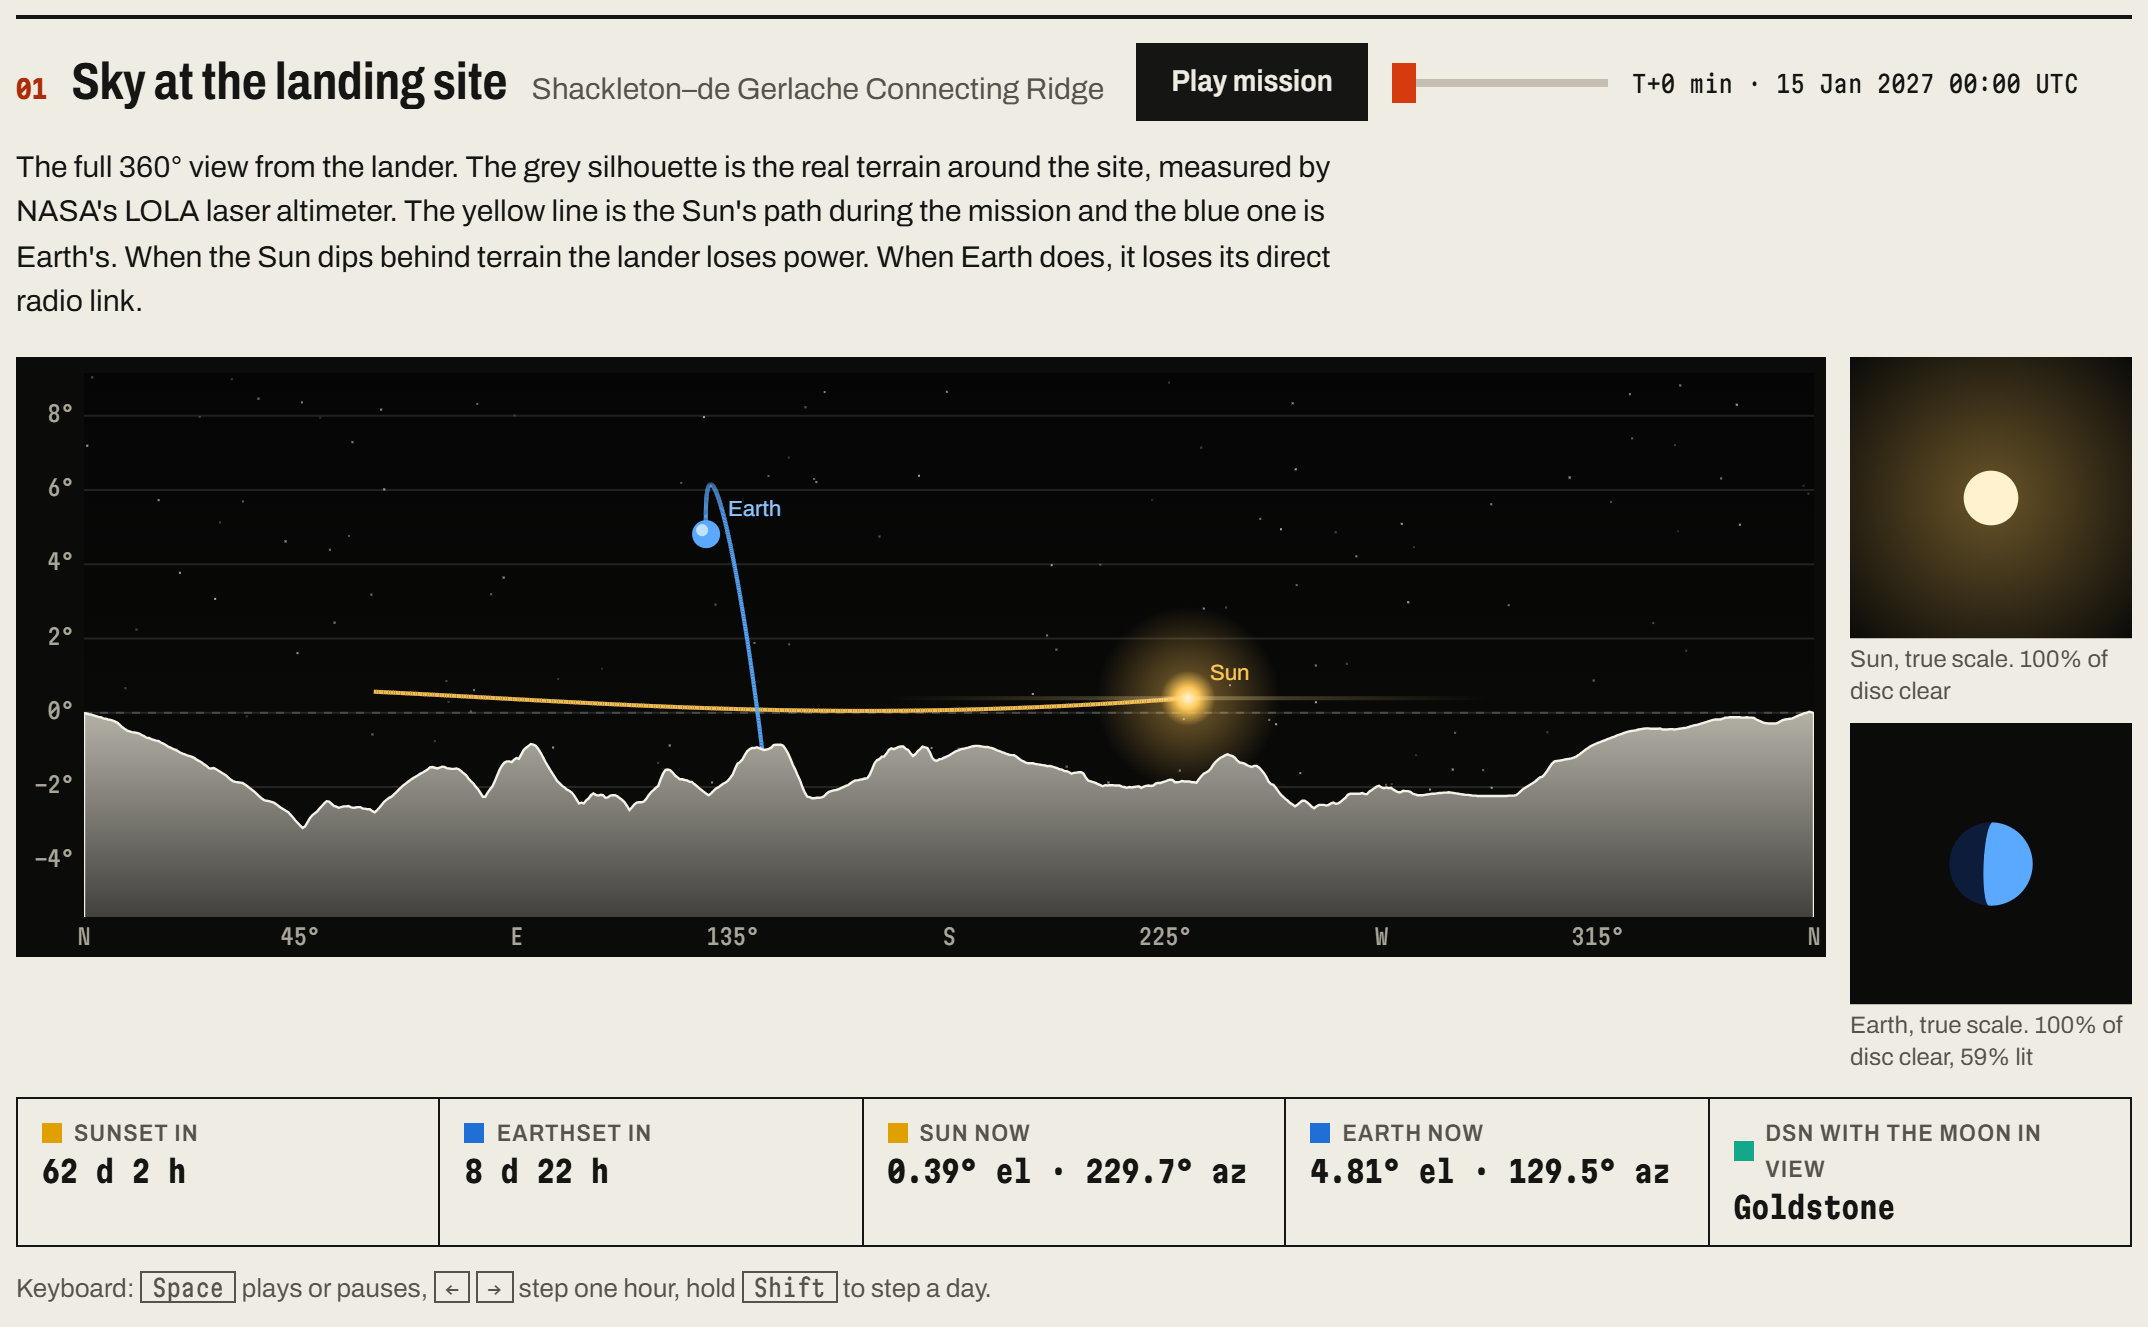 01 Sky at the landing site Shackleton–de Gerlache Connecting Ridge Play mission T+0 min · 15 Jan 2027 00:00 UTC
The full 360° view from the lander. The grey silhouette is the real terrain around the site, measured by
NASA's LOLA laser altimeter. The yellow line is the Sun's path during the mission and the blue one is
Earth's. When the Sun dips behind terrain the lander loses power. When Earth does, it loses its direct
radio link.
8°
6°
Earth
4°
2°
Sun
0°
−2°
−4°
N 45° E 135° S 225° W 315° N
Sun, true scale. 100% of
disc clear
Earth, true scale. 100% of
disc clear, 59% lit
SUNSET IN
62 d 2 h
EARTHSET IN
8 d 22 h
SUN NOW
0.39° el · 229.7° az
EARTH NOW
4.81° el · 129.5° az
DSN WITH THE MOON IN
VIEW
Goldstone
Keyboard: Space plays or pauses, ← → step one hour, hold Shift to step a day.